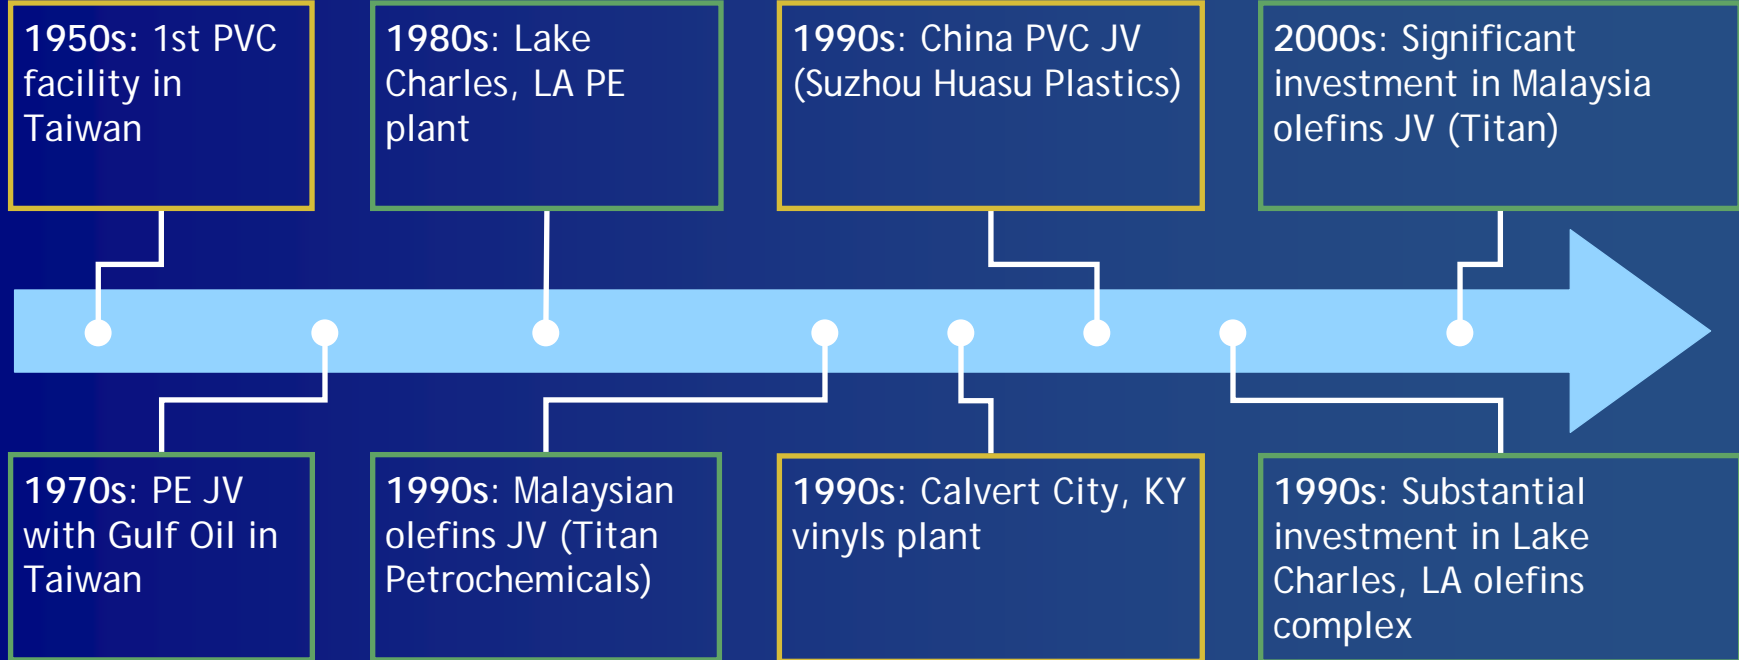 1950s: 1st PVC
facility in
Taiwan
1980s: Lake
Charles, LA PE
plant
1990s: China PVC JV
(Suzhou Huasu Plastics)
2000s: Significant
investment in Malaysia
olefins JV (Titan)
1970s: PE JV
with Gulf Oil in
Taiwan
1990s: Malaysian
olefins JV (Titan
Petrochemicals)
1990s: Calvert City, KY
vinyls plant
1990s: Substantial
investment in Lake
Charles, LA olefins
complex